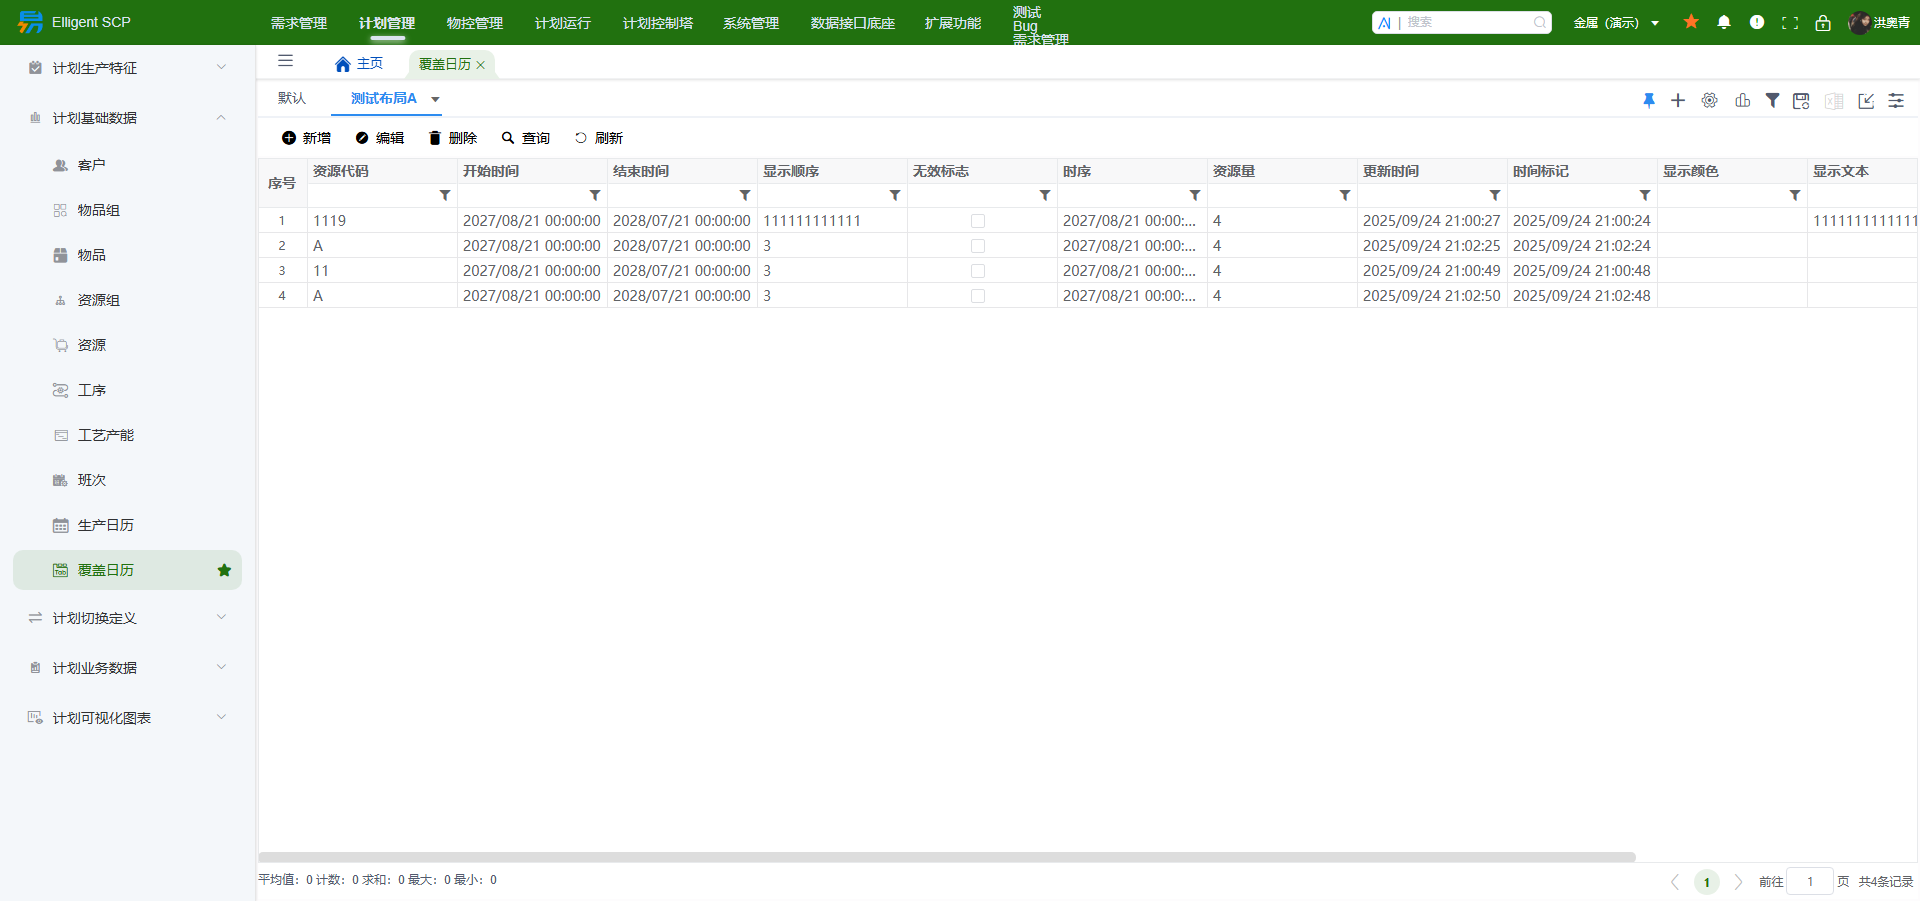 Elligent SCP
需求管理 计划管理 物控管理 计划运行 计划控制塔 系统管理 数据接口底座 扩展功能
测试
Bug
需求管理
搜索
金属（演示）
洪奥青
计划生产特征
计划基础数据
客户
物品组
物品
资源组
资源
工序
工艺产能
班次
生产日历
覆盖日历
计划切换定义
计划业务数据
计划可视化图表
主页 覆盖日历
默认 测试布局A
新增 编辑 删除 查询 刷新
序号 资源代码 开始时间 结束时间 显示顺序 无效标志 时序 资源量 更新时间 时间标记 显示颜色 显示文本
1 1119 2027/08/21 00:00:00 2028/07/21 00:00:00 111111111111 2027/08/21 00:00:... 4 2025/09/24 21:00:27 2025/09/24 21:00:24 1111111111111
2 A 2027/08/21 00:00:00 2028/07/21 00:00:00 3 2027/08/21 00:00:... 4 2025/09/24 21:02:25 2025/09/24 21:02:24
3 11 2027/08/21 00:00:00 2028/07/21 00:00:00 3 2027/08/21 00:00:... 4 2025/09/24 21:00:49 2025/09/24 21:00:48
4 A 2027/08/21 00:00:00 2028/07/21 00:00:00 3 2027/08/21 00:00:... 4 2025/09/24 21:02:50 2025/09/24 21:02:48
平均值：0 计数：0 求和：0 最大：0 最小：0
1 前往 1 页 共4条记录